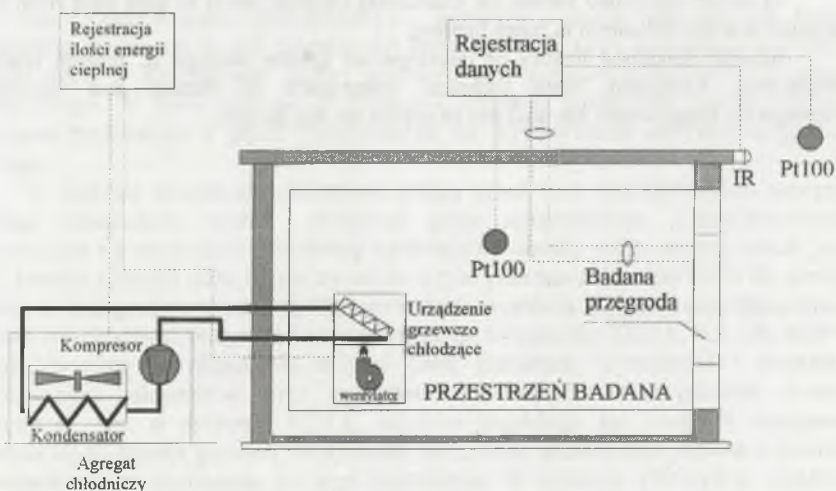 Rejestracja
ilości energii
cieplnej
Rejestracja
danych
IR
Pt100
Pt100
Badana
przegroda
Urządzenie
grzewczo
chłodzące
Kompresor
wentylator
PRZESTRZEŃ BADANA
Kondensator
Agregat
chłodniczy